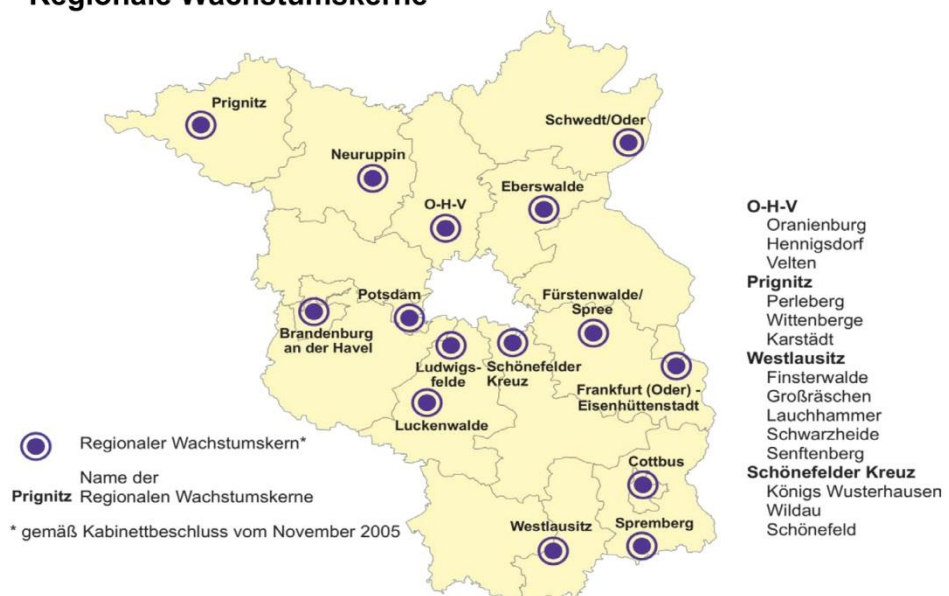 Regionale Wachstumskerne
Prignitz
Schwedt/Oder
Neuruppin
Eberswalde
O-H-V
Potsdam
Fürstenwalde/
Spree
Brandenburg
an der Havel
Ludwigs-
felde
Schönefelder
Kreuz
Frankfurt (Oder) -
Eisenhüttenstadt
Luckenwalde
Cottbus
Westlausitz
Spremberg
O-H-V
Oranienburg
Hennigsdorf
Velten
Prignitz
Perleberg
Wittenberge
Karstädt
Westlausitz
Finsterwalde
Großräschen
Lauchhammer
Schwarzheide
Senftenberg
Schönefelder Kreuz
Königs Wusterhausen
Wildau
Schönefeld
Regionaler Wachstumskern*
Name der
Prignitz Regionalen Wachstumskerne
* gemäß Kabinettbeschluss vom November 2005